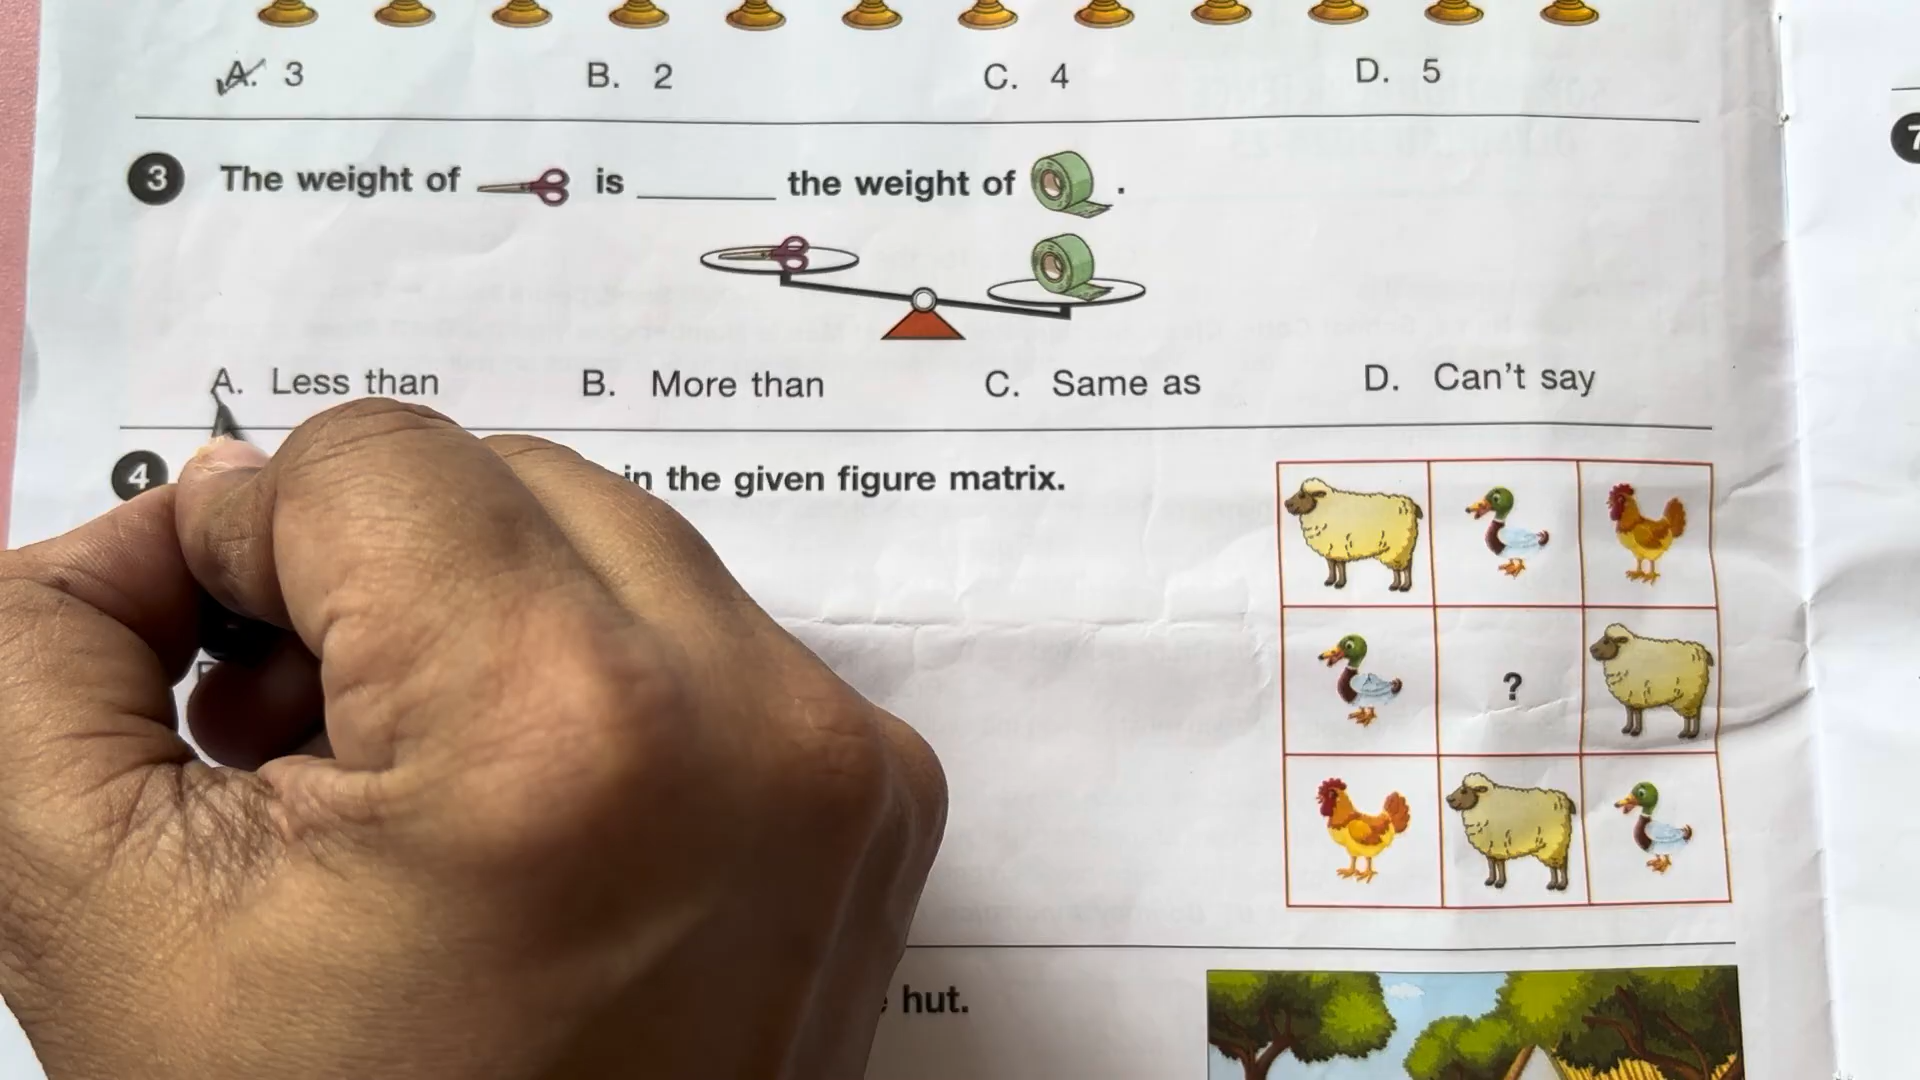 A. 3 B. 2 C. 4 D. 5
3 The weight of is ______ the weight of .
A. Less than B. More than C. Same as D. Can't say
4 in the given figure matrix.
?
hut.